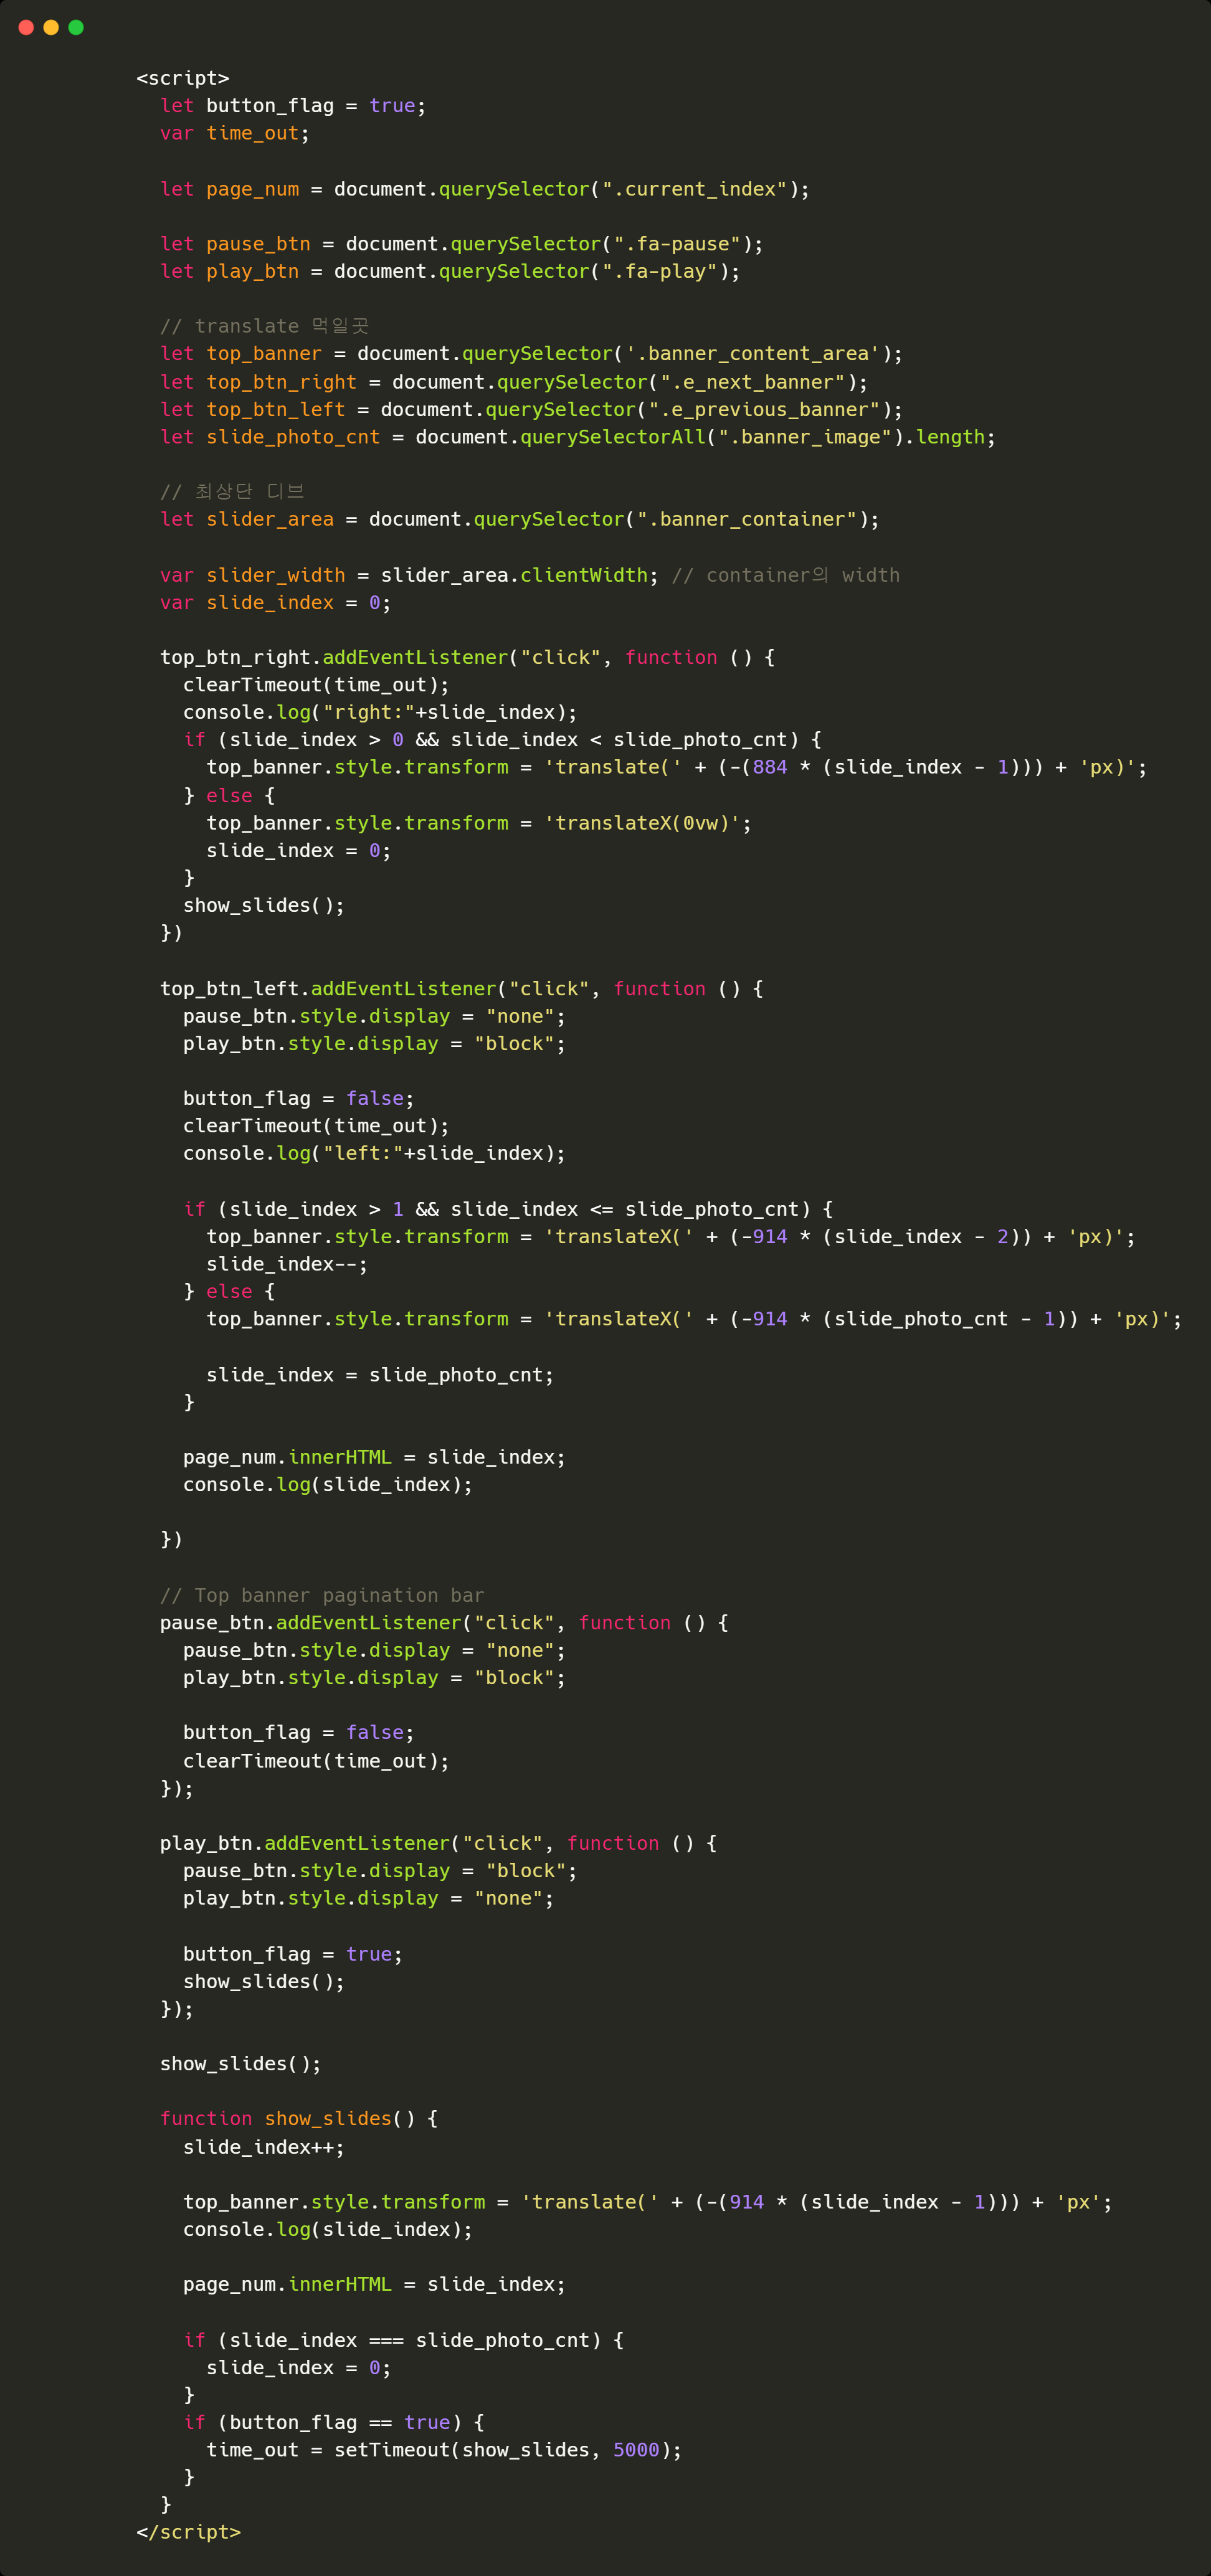 <script>
let button_flag = true;
var time_out;
let page_num = document.querySelector(".current_index");
let pause_btn = document.querySelector(".fa-pause");
let play_btn = document.querySelector(".fa-play");
// translate 먹일곳
let top_banner = document.querySelector('.banner_content_area');
let top_btn_right = document.querySelector(".e_next_banner");
let top_btn_left = document.querySelector(".e_previous_banner");
let slide_photo_cnt = document.querySelectorAll(".banner_image").length;
// 최상단 디브
let slider_area = document.querySelector(".banner_container");
var slider_width = slider_area.clientWidth; // container의 width
var slide_index = 0;
top_btn_right.addEventListener("click", function () {
clearTimeout(time_out);
console.log("right:"+slide_index);
if (slide_index > 0 && slide_index < slide_photo_cnt) {
top_banner.style.transform = 'translate(' + (-(884 * (slide_index - 1))) + 'px)';
} else {
top_banner.style.transform = 'translateX(0vw)';
slide_index = 0;
}
show_slides();
})
top_btn_left.addEventListener("click", function () {
pause_btn.style.display = "none";
play_btn.style.display = "block";
button_flag = false;
clearTimeout(time_out);
console.log("left:"+slide_index);
if (slide_index > 1 && slide_index <= slide_photo_cnt) {
top_banner.style.transform = 'translateX(' + (-914 * (slide_index - 2)) + 'px)';
slide_index--;
} else {
top_banner.style.transform = 'translateX(' + (-914 * (slide_photo_cnt - 1)) + 'px)';
slide_index = slide_photo_cnt;
}
page_num.innerHTML = slide_index;
console.log(slide_index);
})
// Top banner pagination bar
pause_btn.addEventListener("click", function () {
pause_btn.style.display = "none";
play_btn.style.display = "block";
button_flag = false;
clearTimeout(time_out);
});
play_btn.addEventListener("click", function () {
pause_btn.style.display = "block";
play_btn.style.display = "none";
button_flag = true;
show_slides();
});
show_slides();
function show_slides() {
slide_index++;
top_banner.style.transform = 'translate(' + (-(914 * (slide_index - 1))) + 'px';
console.log(slide_index);
page_num.innerHTML = slide_index;
if (slide_index === slide_photo_cnt) {
slide_index = 0;
}
if (button_flag == true) {
time_out = setTimeout(show_slides, 5000);
}
}
</script>